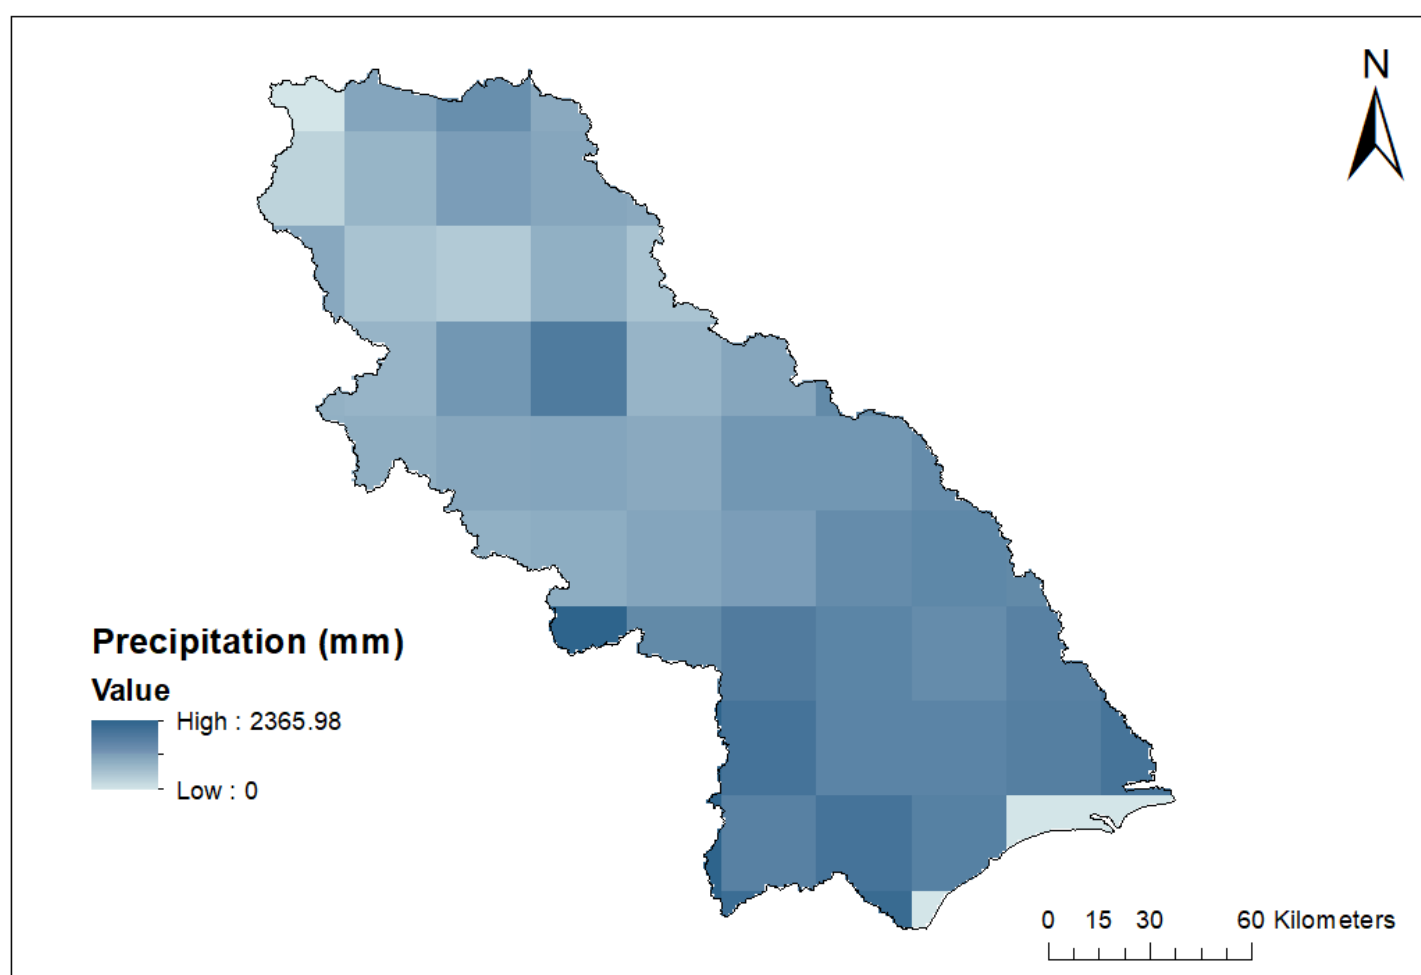 N
Precipitation (mm)
Value
High : 2365.98
Low : 0
0 15 30 60 Kilometers